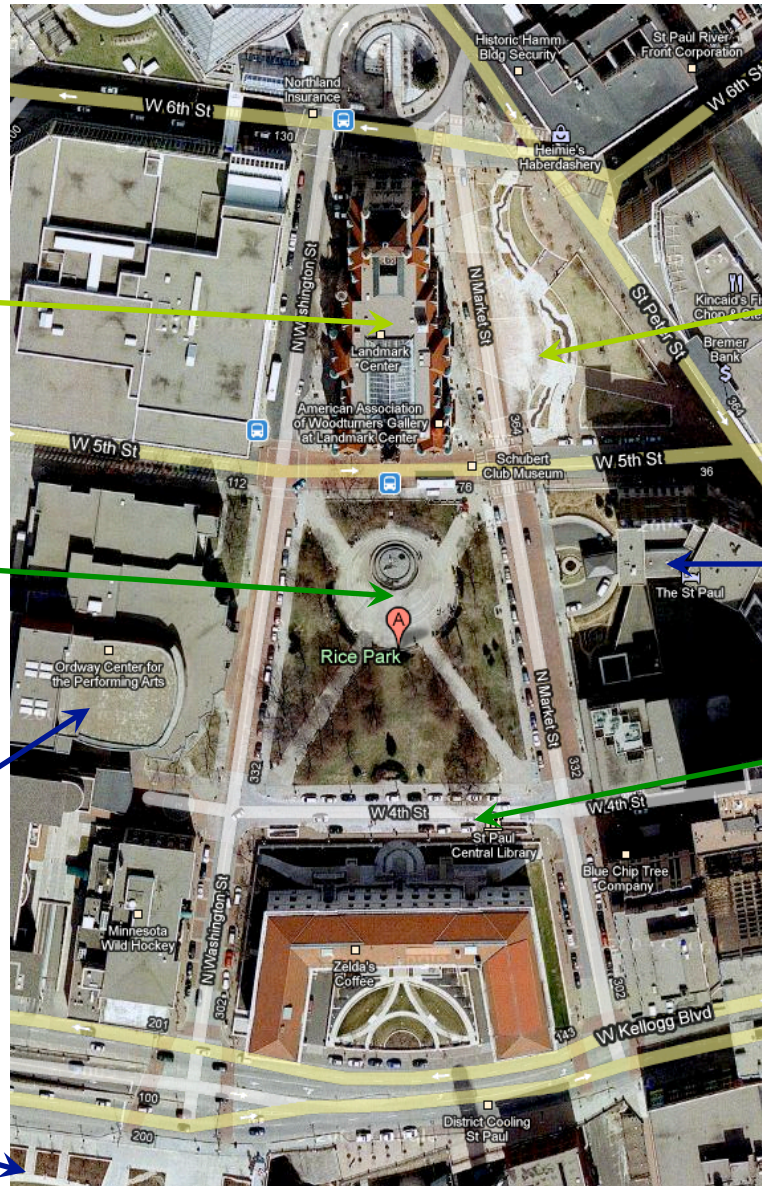 Historic Hamm
Bldg Security
St Paul River
Front Corporation
Northland
Insurance
W 6th St
W 6th St
130
Heimie's
Haberdashery
N Washington St
N Market St
St Peter St
Kincaid's
Chop &
Landmark
Center
Bremer
Bank
$
364
American Association
of Woodturners Gallery
at Landmark Center
364
W 5th St
Schubert
Club Museum
W 5th St
36
112
76
The St Paul
A
Rice Park
Ordway Center for
the Performing Arts
N Market St
332
332
W 4th St
W 4th St
St Paul
Central Library
Blue Chip Tree
Company
Minnesota
Wild Hockey
N Washington St
Zelda's
Coffee
302
302
201
143
W Kellogg Blvd
100
200
District Cooling
St Paul